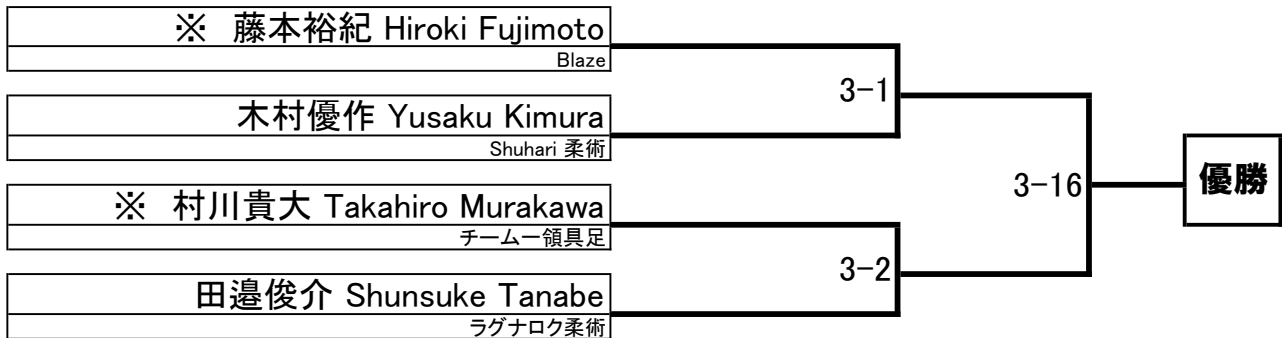 ※ 藤本裕紀 Hiroki Fujimoto
Blaze
3-1
木村優作 Yusaku Kimura
Shuhari 柔術
3-16
優勝
※ 村川貴大 Takahiro Murakawa
チーム一領具足
3-2
田邉俊介 Shunsuke Tanabe
ラグナロク柔術